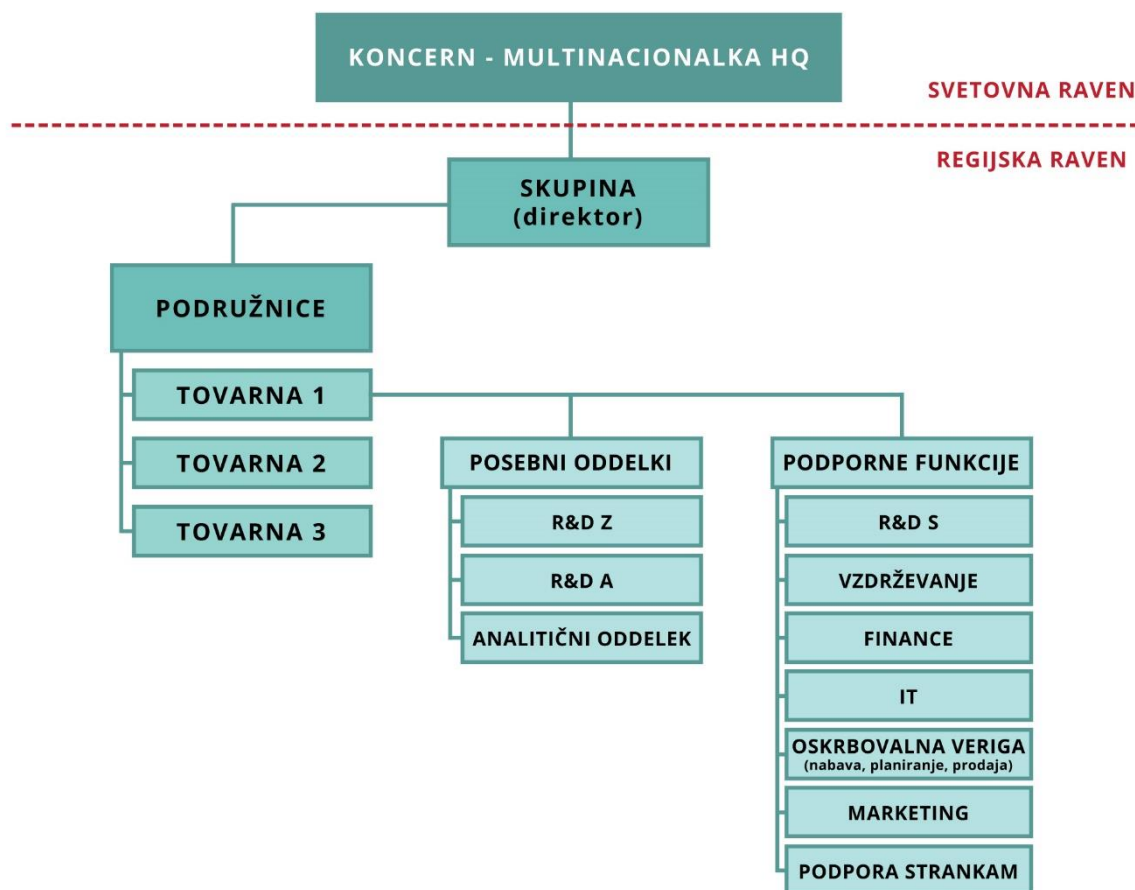 KONCERN - MULTINACIONALKA HQ
SVETOVNA RAVEN
REGIJSKA RAVEN
SKUPINA
(direktor)
PODRUŽNICE
TOVARNA 1
TOVARNA 2
TOVARNA 3
POSEBNI ODDELKI
R&D Z
R&D A
ANALITIČNI ODDELEK
PODPORNE FUNKCIJE
R&D S
VZDRŽEVANJE
FINANCE
IT
OSKRBOVALNA VERIGA
(nabava, planiranje, prodaja)
MARKETING
PODPORA STRANKAM